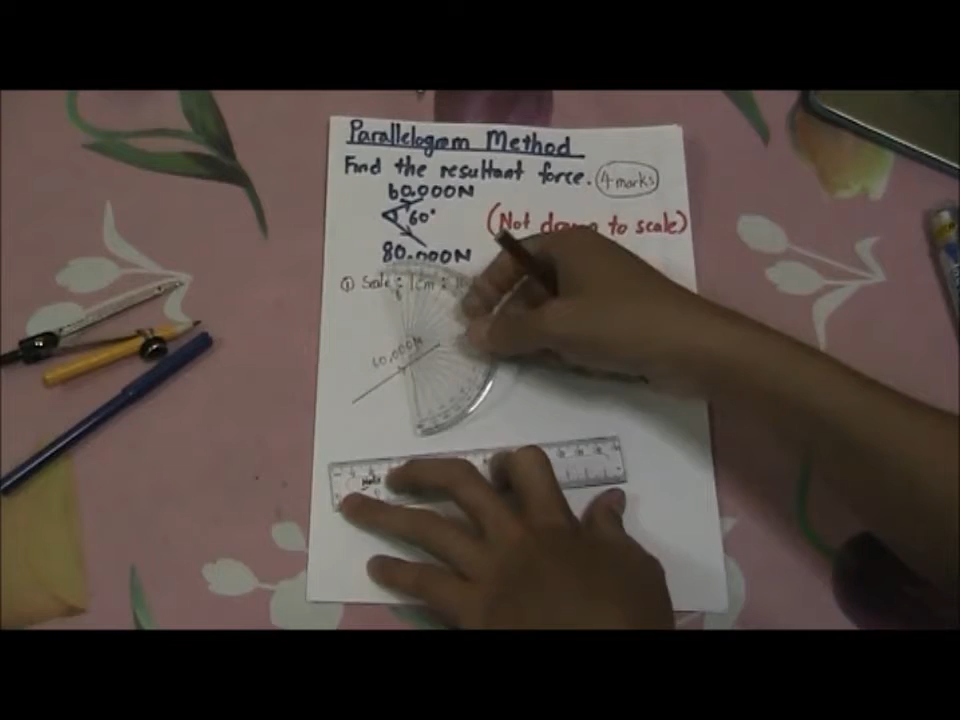 Parallelogram Method
Find the resultant force. 4 marks
60.000N
60°
(Not down to scale)
80.000N
① Scale : 1cm :
60.000N